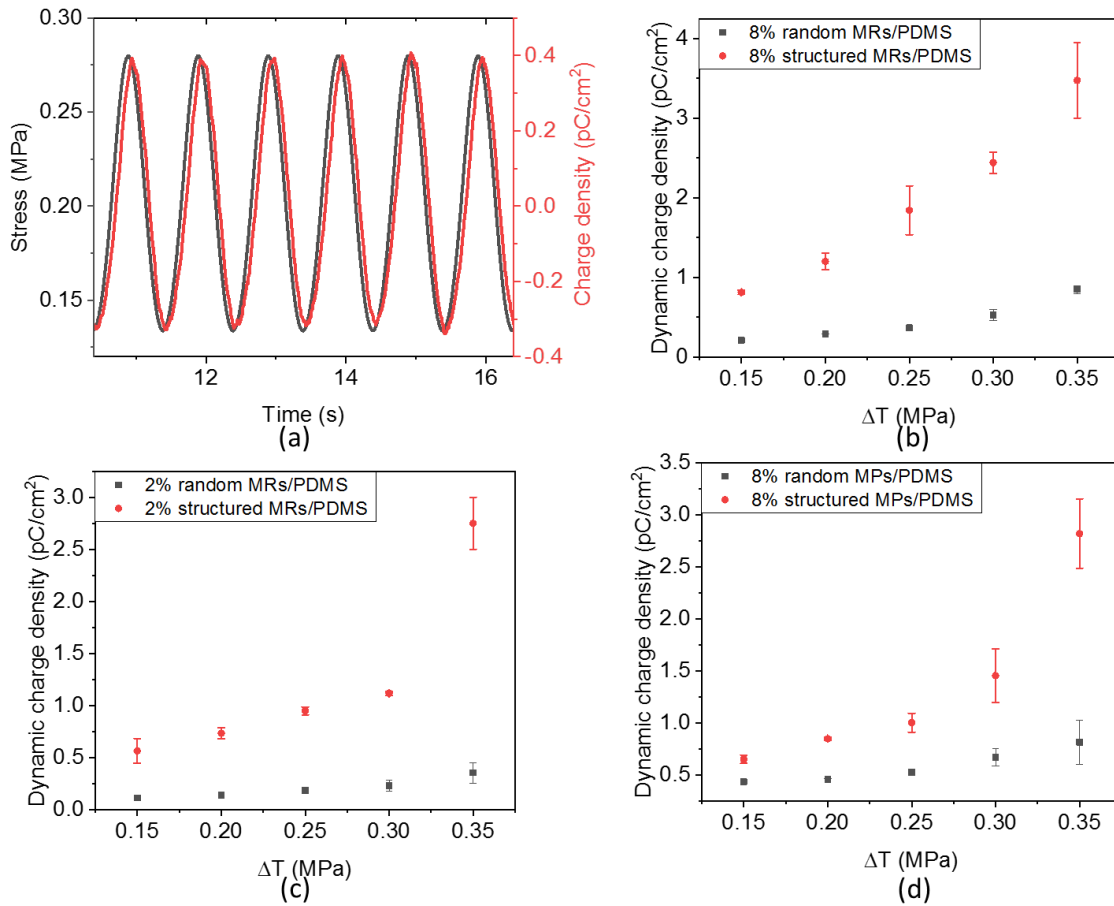 0.30
0.25
0.20
0.15
Stress (MPa)
0.4
0.2
0.0
-0.2
-0.4
Charge density (pC/cm²)
12 14 16
Time (s)
(a)
8% random MRs/PDMS
8% structured MRs/PDMS
4
3
2
1
0
Dynamic charge density (pC/cm²)
0.15 0.20 0.25 0.30 0.35
ΔT (MPa)
(b)
2% random MRs/PDMS
2% structured MRs/PDMS
3.0
2.5
2.0
1.5
1.0
0.5
0.0
Dynamic charge density (pC/cm²)
0.15 0.20 0.25 0.30 0.35
ΔT (MPa)
(c)
8% random MPs/PDMS
8% structured MPs/PDMS
3.5
3.0
2.5
2.0
1.5
1.0
0.5
Dynamic charge density (pC/cm²)
0.15 0.20 0.25 0.30 0.35
ΔT (MPa)
(d)